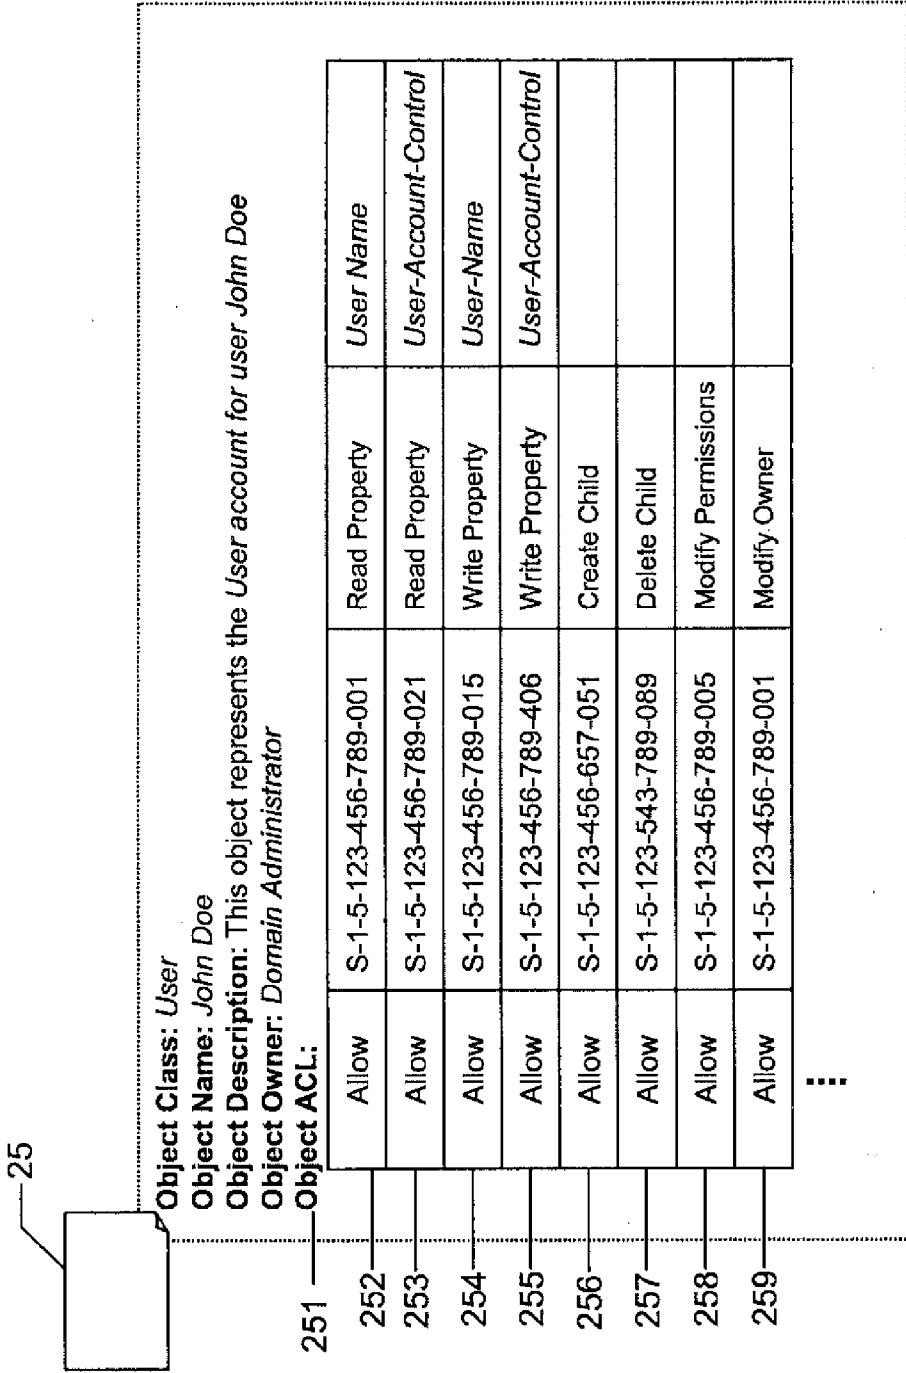 25
Object Class: User
Object Name: John Doe
Object Description: This object represents the User account for user John Doe
Object Owner: Domain Administrator
251 Object ACL:
252 Allow S-1-5-123-456-789-001 Read Property User Name
253 Allow S-1-5-123-456-789-021 Read Property User-Account-Control
254 Allow S-1-5-123-456-789-015 Write Property User-Name
255 Allow S-1-5-123-456-789-406 Write Property User-Account-Control
256 Allow S-1-5-123-456-657-051 Create Child
257 Allow S-1-5-123-543-789-089 Delete Child
258 Allow S-1-5-123-456-789-005 Modify Permissions
259 Allow S-1-5-123-456-789-001 Modify Owner
....